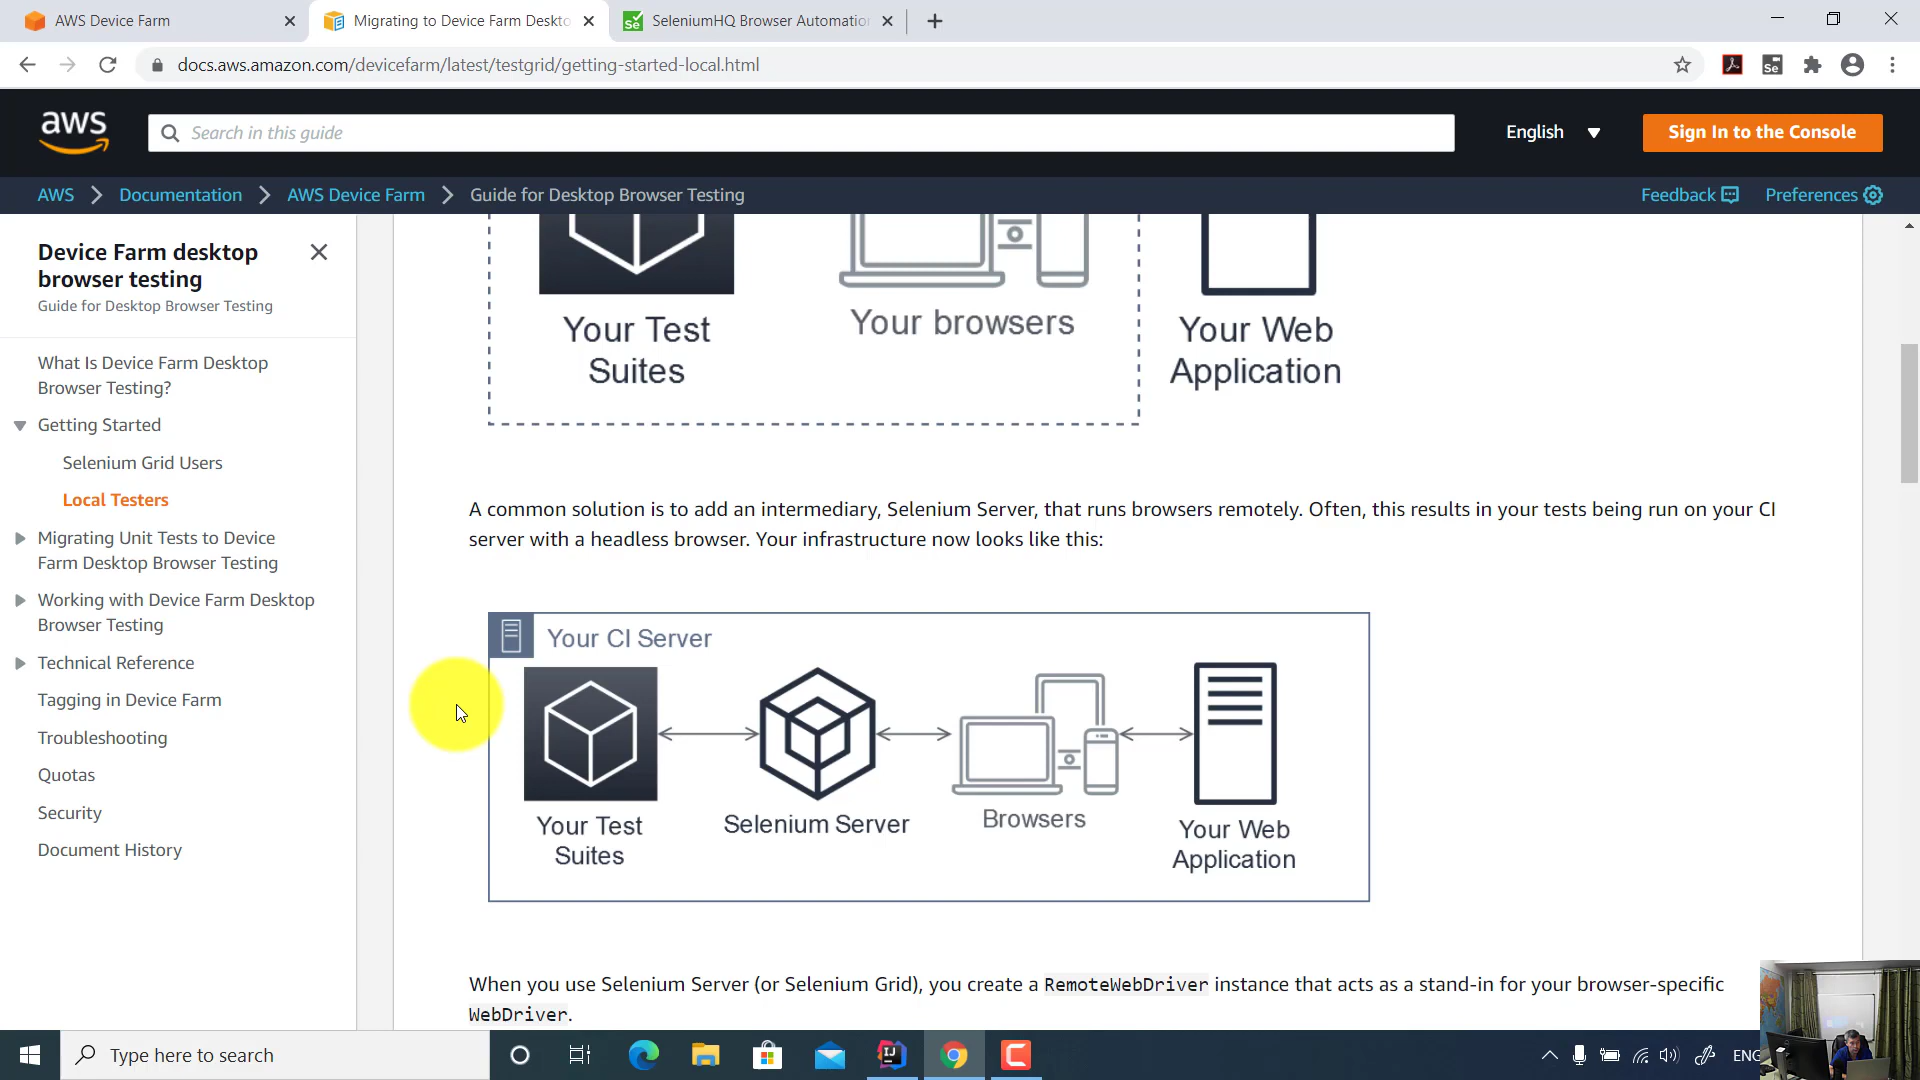 AWS Device Farm
Migrating to Device Farm Deskto
SeleniumHQ Browser Automation
docs.aws.amazon.com/devicefarm/latest/testgrid/getting-started-local.html
aws
Search in this guide
English
Sign In to the Console
AWS
Documentation
AWS Device Farm
Guide for Desktop Browser Testing
Feedback
Preferences
Device Farm desktop
browser testing
Guide for Desktop Browser Testing
What Is Device Farm Desktop
Browser Testing?
Getting Started
Selenium Grid Users
Local Testers
Migrating Unit Tests to Device
Farm Desktop Browser Testing
Working with Device Farm Desktop
Browser Testing
Technical Reference
Tagging in Device Farm
Troubleshooting
Quotas
Security
Document History
Your Test
Suites
Your browsers
Your Web
Application
A common solution is to add an intermediary, Selenium Server, that runs browsers remotely. Often, this results in your tests being run on your CI
server with a headless browser. Your infrastructure now looks like this:
Your CI Server
Your Test
Suites
Selenium Server
Browsers
Your Web
Application
When you use Selenium Server (or Selenium Grid), you create a RemoteWebDriver instance that acts as a stand-in for your browser-specific
WebDriver.
Type here to search
ENG